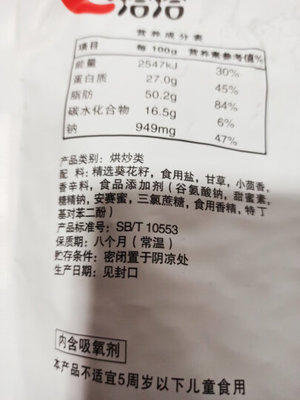 洽洽
营养成分表
项目 每100g 营养素参考值%
能量 2547kJ 30%
蛋白质 27.0g 45%
脂肪 50.2g 84%
碳水化合物 16.5g 6%
钠 949mg 47%
产品类别：烘炒类
配 料：精选葵花籽，食用盐，甘草，小茴香，
香辛料，食品添加剂（谷氨酸钠，甜蜜素，
糖精钠，安赛蜜，三氯蔗糖，食用香精，特丁
基对苯二酚）
产品标准号：SB/T 10553
保质期：八个月（常温）
贮存条件：密闭置于阴凉处
生产日期：见封口
内含吸氧剂
本产品不适宜5周岁以下儿童食用